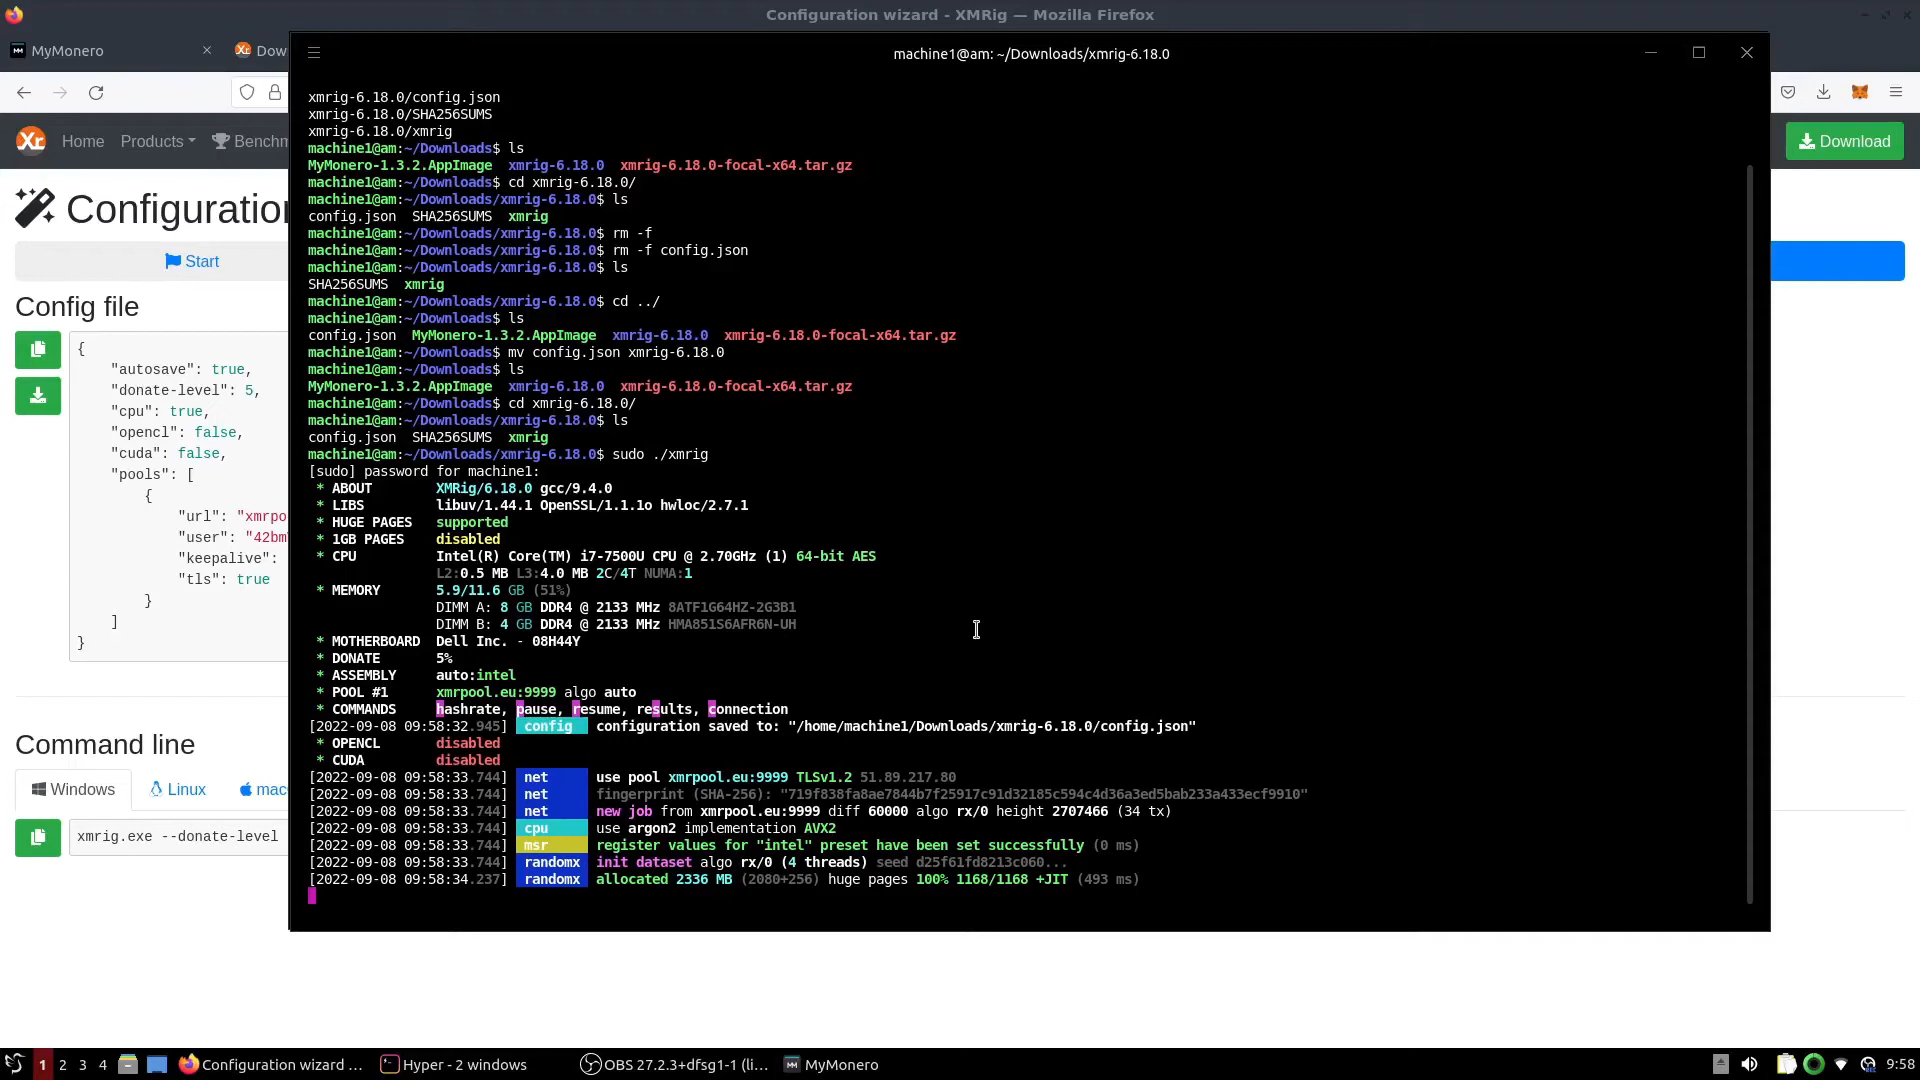 Configuration wizard - XMRig — Mozilla Firefox
MyMonero
Dow
Home
Products
Benchm
Download
Configuration
Start
Config file
{
"autosave": true,
"donate-level": 5,
"cpu": true,
"opencl": false,
"cuda": false,
"pools": [
{
"url": "xmrpo
"user": "42bm
"keepalive":
"tls": true
}
]
}
Command line
Windows
Linux
mac
xmrig.exe --donate-level
machine1@am: ~/Downloads/xmrig-6.18.0
xmrig-6.18.0/config.json
xmrig-6.18.0/SHA256SUMS
xmrig-6.18.0/xmrig
machine1@am:~/Downloads$ ls
MyMonero-1.3.2.AppImage xmrig-6.18.0 xmrig-6.18.0-focal-x64.tar.gz
machine1@am:~/Downloads$ cd xmrig-6.18.0/
machine1@am:~/Downloads/xmrig-6.18.0$ ls
config.json SHA256SUMS xmrig
machine1@am:~/Downloads/xmrig-6.18.0$ rm -f
machine1@am:~/Downloads/xmrig-6.18.0$ rm -f config.json
machine1@am:~/Downloads/xmrig-6.18.0$ ls
SHA256SUMS xmrig
machine1@am:~/Downloads/xmrig-6.18.0$ cd ../
machine1@am:~/Downloads$ ls
config.json MyMonero-1.3.2.AppImage xmrig-6.18.0 xmrig-6.18.0-focal-x64.tar.gz
machine1@am:~/Downloads$ mv config.json xmrig-6.18.0
machine1@am:~/Downloads$ ls
MyMonero-1.3.2.AppImage xmrig-6.18.0 xmrig-6.18.0-focal-x64.tar.gz
machine1@am:~/Downloads$ cd xmrig-6.18.0/
machine1@am:~/Downloads/xmrig-6.18.0$ ls
config.json SHA256SUMS xmrig
machine1@am:~/Downloads/xmrig-6.18.0$ sudo ./xmrig
[sudo] password for machine1:
* ABOUT XMRig/6.18.0 gcc/9.4.0
* LIBS libuv/1.44.1 OpenSSL/1.1.1o hwloc/2.7.1
* HUGE PAGES supported
* 1GB PAGES disabled
* CPU Intel(R) Core(TM) i7-7500U CPU @ 2.70GHz (1) 64-bit AES
L2:0.5 MB L3:4.0 MB 2C/4T NUMA:1
* MEMORY 5.9/11.6 GB (51%)
DIMM A: 8 GB DDR4 @ 2133 MHz 8ATF1G64HZ-2G3B1
DIMM B: 4 GB DDR4 @ 2133 MHz HMA851S6AFR6N-UH
* MOTHERBOARD Dell Inc. - 08H44Y
* DONATE 5%
* ASSEMBLY auto:intel
* POOL #1 xmrpool.eu:9999 algo auto
* COMMANDS hashrate, pause, resume, results, connection
[2022-09-08 09:58:32.945] config configuration saved to: "/home/machine1/Downloads/xmrig-6.18.0/config.json"
* OPENCL disabled
* CUDA disabled
[2022-09-08 09:58:33.744] net use pool xmrpool.eu:9999 TLSv1.2 51.89.217.80
[2022-09-08 09:58:33.744] net fingerprint (SHA-256): "719f838fa8ae7844b7f25917c91d32185c594c4d36a3ed5bab233a433ecf9910"
[2022-09-08 09:58:33.744] net new job from xmrpool.eu:9999 diff 60000 algo rx/0 height 2707466 (34 tx)
[2022-09-08 09:58:33.744] cpu use argon2 implementation AVX2
[2022-09-08 09:58:33.744] msr register values for "intel" preset have been set successfully (0 ms)
[2022-09-08 09:58:33.744] randomx init dataset algo rx/0 (4 threads) seed d25f61fd8213c060...
[2022-09-08 09:58:34.237] randomx allocated 2336 MB (2080+256) huge pages 100% 1168/1168 +JIT (493 ms)
1 2 3 4
Configuration wizard ...
Hyper - 2 windows
OBS 27.2.3+dfsg1-1 (li...
MyMonero
9:58